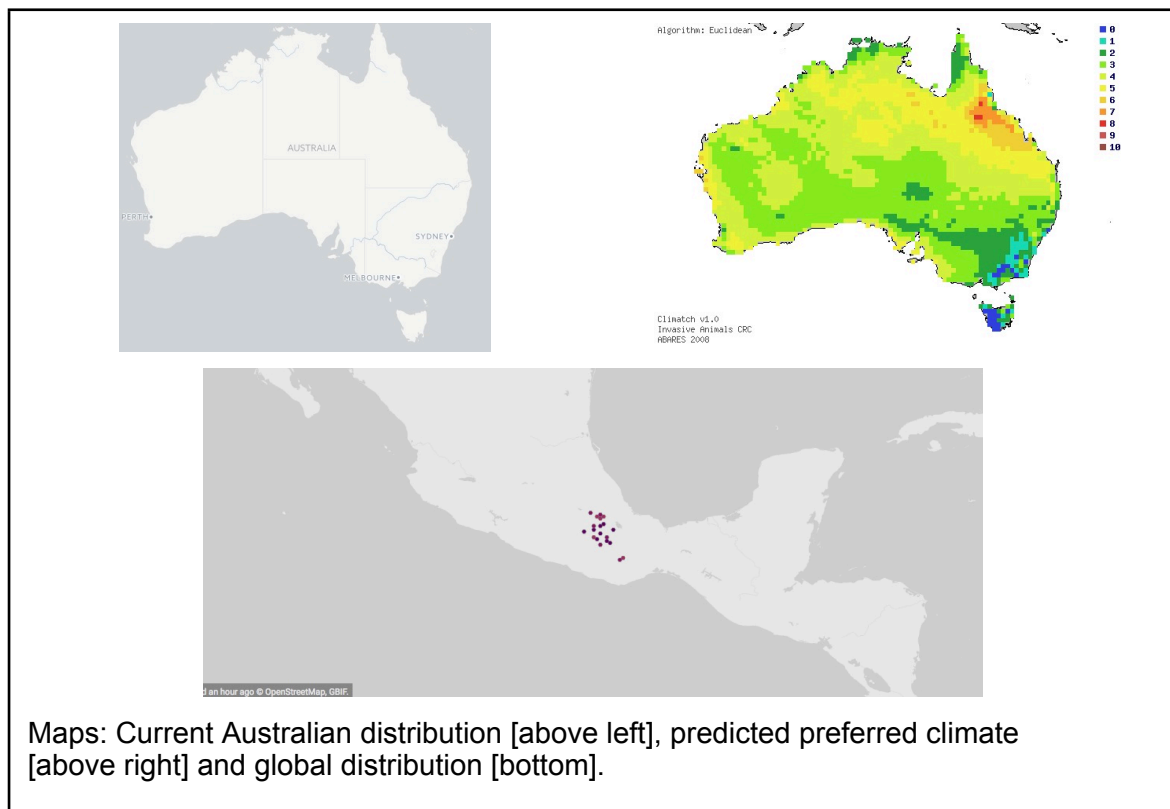 AUSTRALIA
PERTH
SYDNEY
MELBOURNE
Algorithm: Euclidean
0
1
2
3
4
5
6
7
8
9
10
Climatch v1.0
Invasive Animals CRC
ABARES 2008
d an hour ago © OpenStreetMap, GBIF.
Maps: Current Australian distribution [above left], predicted preferred climate
[above right] and global distribution [bottom].